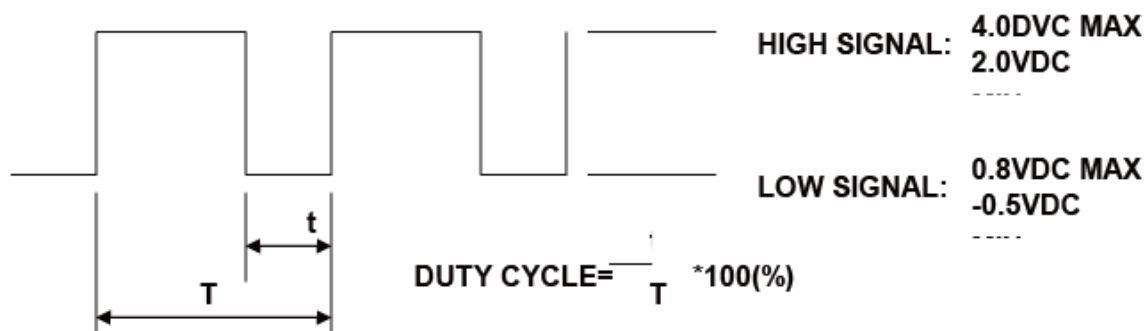 HIGH SIGNAL: 4.0DVC MAX
2.0VDC
LOW SIGNAL: 0.8VDC MAX
-0.5VDC
t
DUTY CYCLE= T *100(%)
T